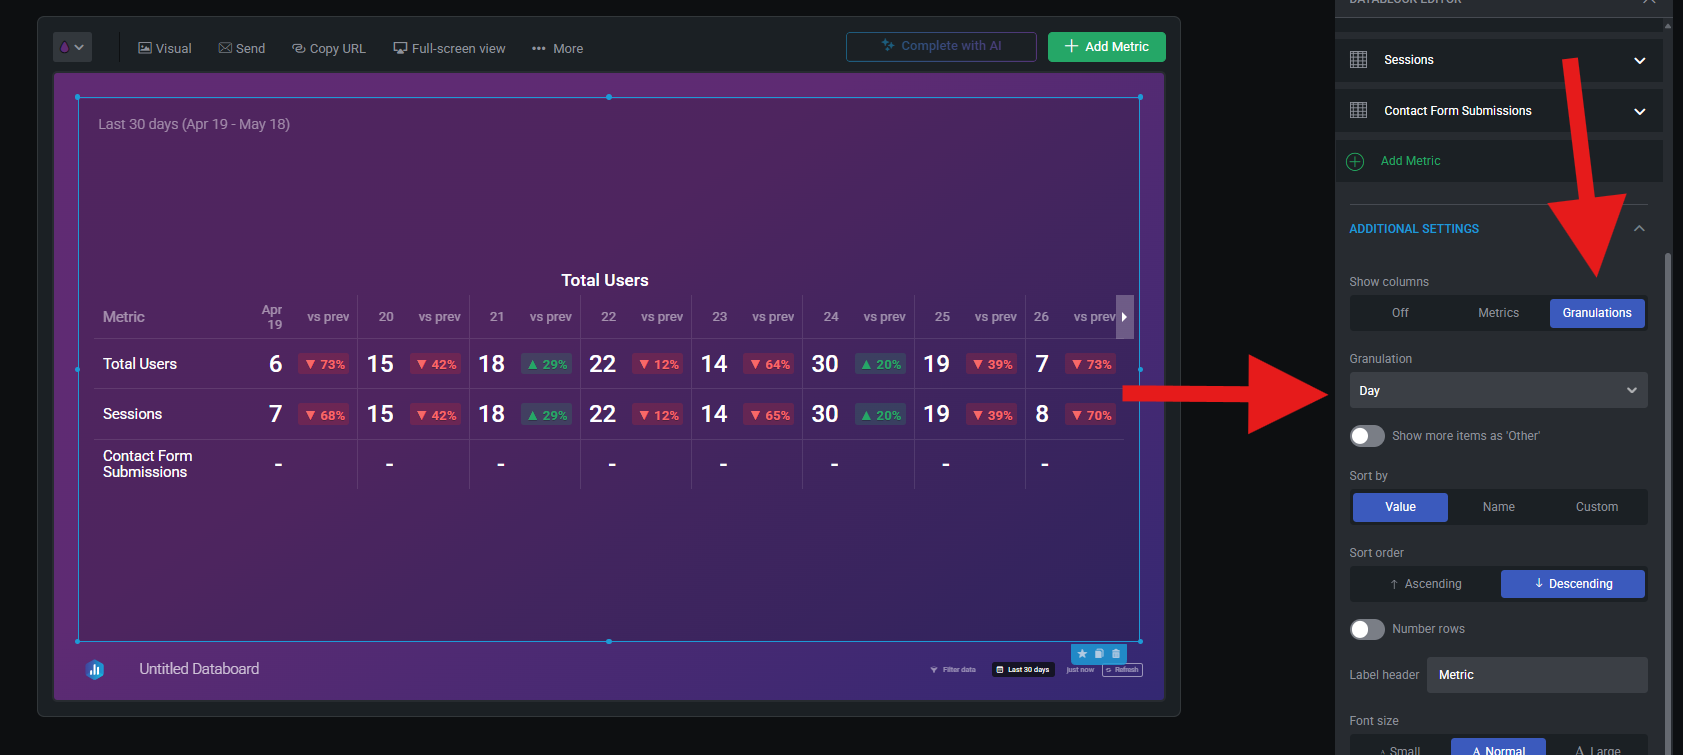 DATABLOCK EDITOR
Visual
Send
Copy URL
Full-screen view
More
Complete with AI
Add Metric
Last 30 days (Apr 19 - May 18)
Total Users
Metric Apr 19 vs prev 20 vs prev 21 vs prev 22 vs prev 23 vs prev 24 vs prev 25 vs prev 26 vs prev
Total Users 6 ▼ 73% 15 ▼ 42% 18 ▲ 29% 22 ▼ 12% 14 ▼ 64% 30 ▲ 20% 19 ▼ 39% 7 ▼ 73%
Sessions 7 ▼ 68% 15 ▼ 42% 18 ▲ 29% 22 ▼ 12% 14 ▼ 65% 30 ▲ 20% 19 ▼ 39% 8 ▼ 70%
Contact Form
Submissions - - - - - - - -
Untitled Databoard
Filter data
Last 30 days
just now
Refresh
Sessions
Contact Form Submissions
Add Metric
ADDITIONAL SETTINGS
Show columns
Off Metrics Granulations
Granulation
Day
Show more items as 'Other'
Sort by
Value Name Custom
Sort order
↑ Ascending ↓ Descending
Number rows
Label header Metric
Font size
A Small A Normal A Large